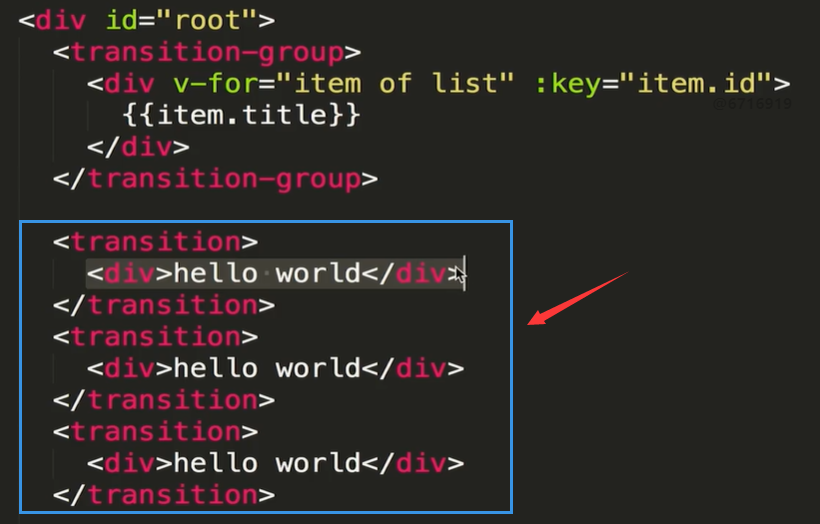 <div id="root">
<transition-group>
<div v-for="item of list" :key="item.id">
{{item.title}}
</div>
</transition-group>
<transition>
<div>hello world</div>
</transition>
<transition>
<div>hello world</div>
</transition>
<transition>
<div>hello world</div>
</transition>